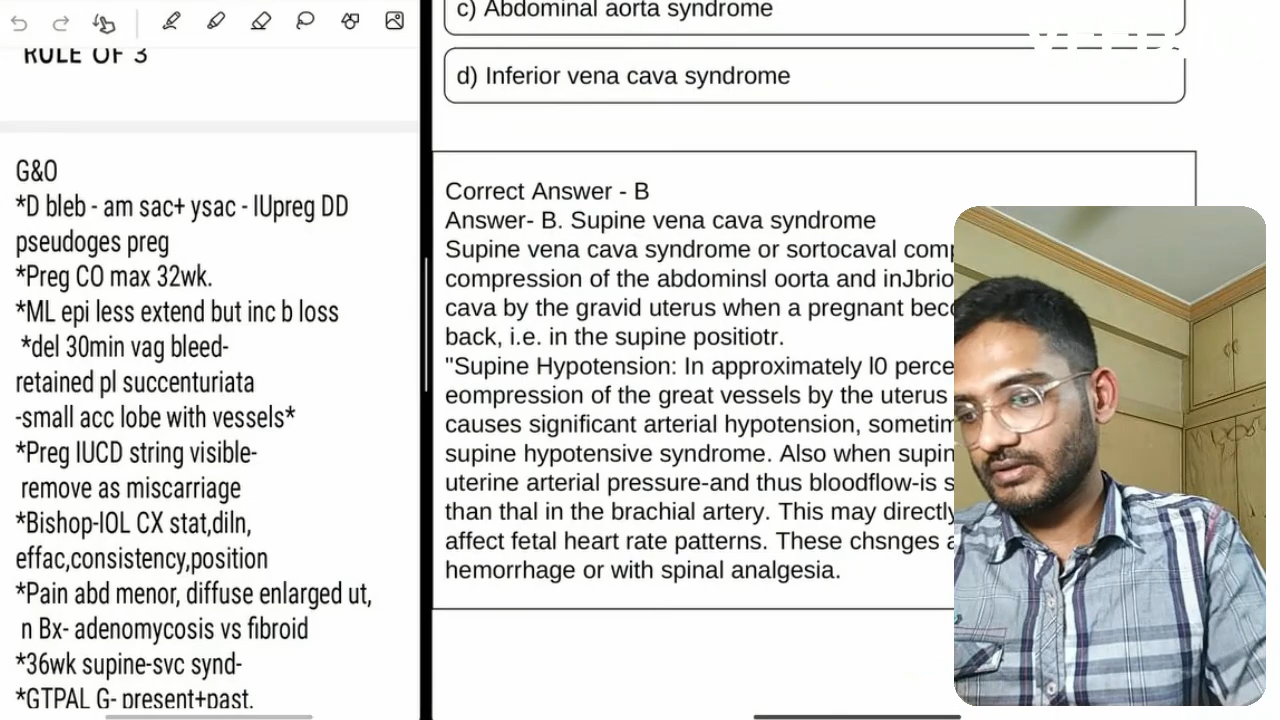 RULE OF 3
G&O
*D bleb - am sac+ ysac - IUpreg DD
pseudoges preg
*Preg CO max 32wk.
*ML epi less extend but inc b loss
*del 30min vag bleed-
retained pl succenturiata
-small acc lobe with vessels*
*Preg IUCD string visible-
remove as miscarriage
*Bishop-IOL CX stat,diln,
effac,consistency,position
*Pain abd menor, diffuse enlarged ut,
n Bx- adenomycosis vs fibroid
*36wk supine-svc synd-
*GTPAL G- present+past.
c) Abdominal aorta syndrome
d) Inferior vena cava syndrome
Correct Answer - B
Answer- B. Supine vena cava syndrome
Supine vena cava syndrome or sortocaval comp
compression of the abdominsl oorta and inJbrio
cava by the gravid uterus when a pregnant beco
back, i.e. in the supine positiotr.
"Supine Hypotension: In approximately l0 perce
eompression of the great vessels by the uterus
causes significant arterial hypotension, sometim
supine hypotensive syndrome. Also when supin
uterine arterial pressure-and thus bloodflow-is s
than thal in the brachial artery. This may directly
affect fetal heart rate patterns. These chsnges a
hemorrhage or with spinal analgesia.